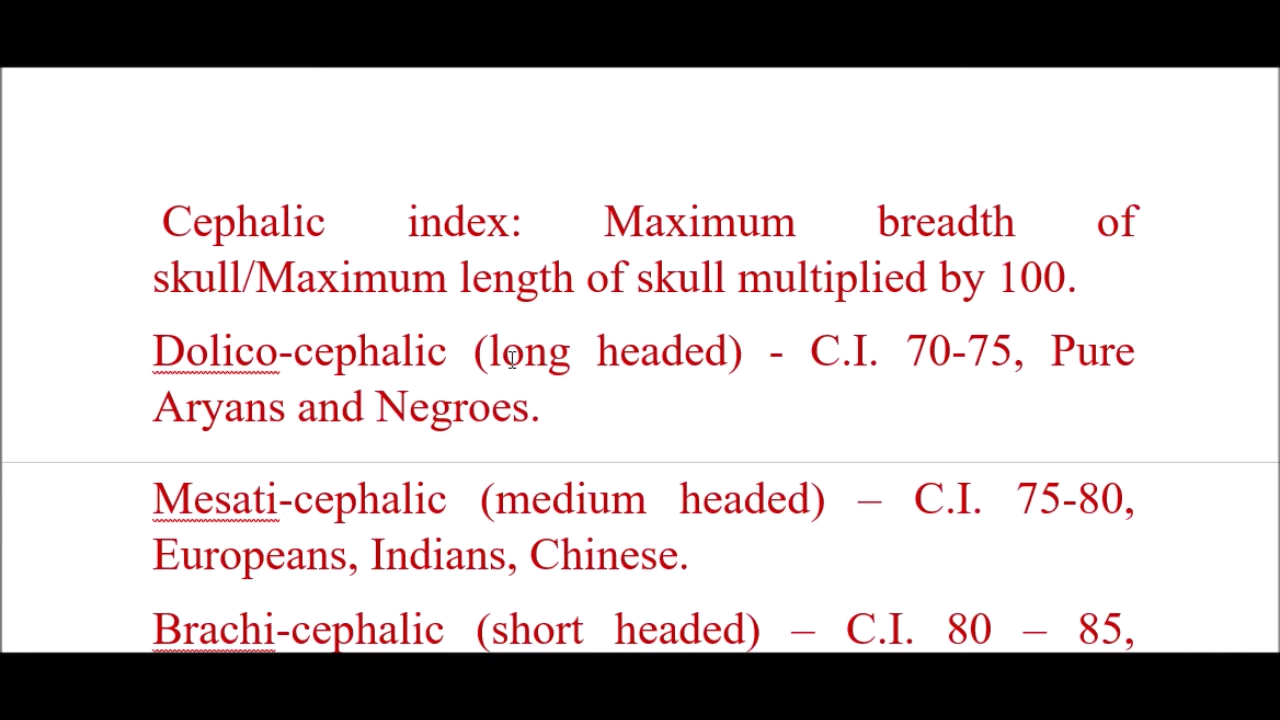 Cephalic index: Maximum breadth of
skull/Maximum length of skull multiplied by 100.
Dolico-cephalic (long headed) - C.I. 70-75, Pure
Aryans and Negroes.
Mesati-cephalic (medium headed) – C.I. 75-80,
Europeans, Indians, Chinese.
Brachi-cephalic (short headed) – C.I. 80 – 85,